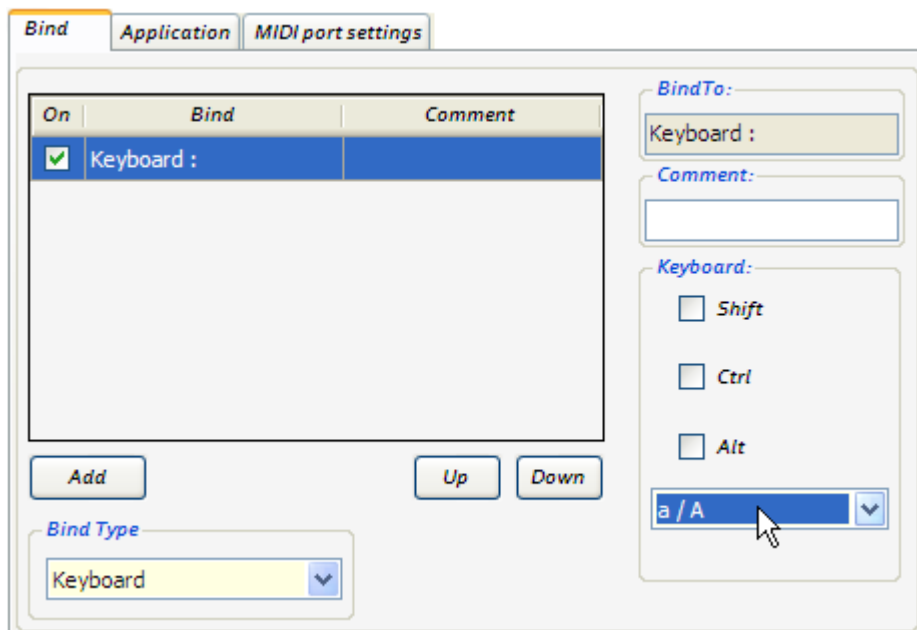 Bind Application MIDI port settings
On Bind Comment
Keyboard :
BindTo:
Keyboard :
Comment:
Keyboard:
Shift
Ctrl
Alt
a / A
Add Up Down
Bind Type
Keyboard